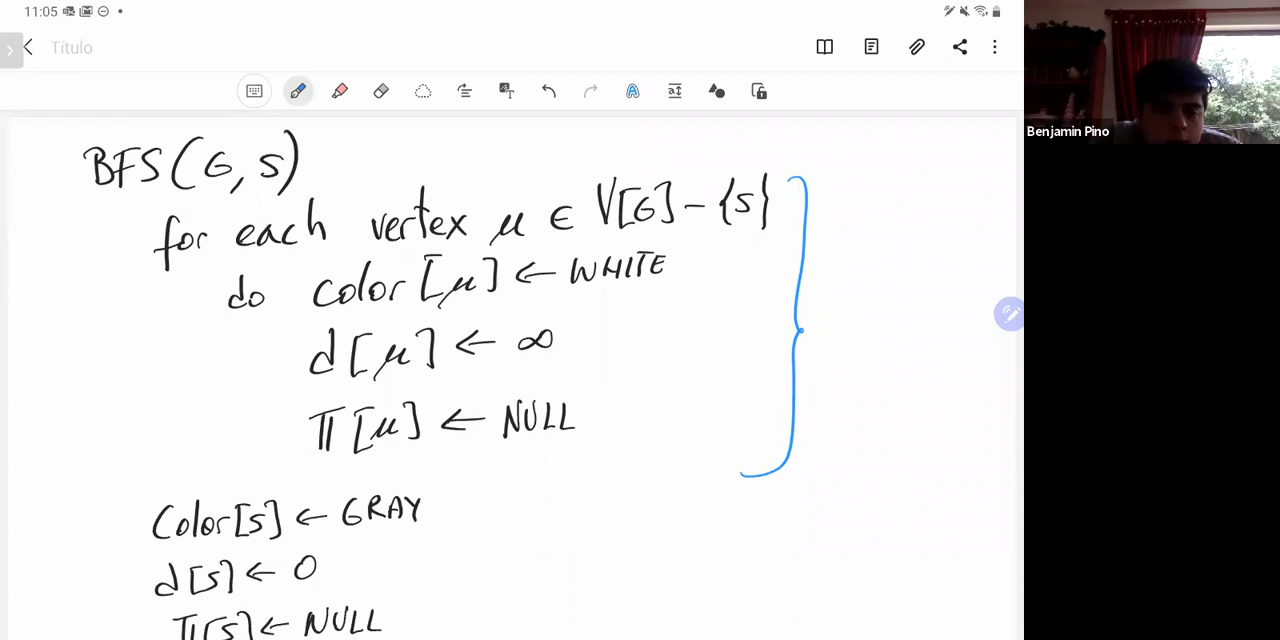 11:05
Título
BFS(G, S)
for each vertex μ ∈ V[G] - {S}
do color [μ] ← WHITE
d[μ] ← ∞
π[μ] ← NULL
Color[S] ← GRAY
d[S] ← 0
π[S] ← NULL
Benjamin Pino